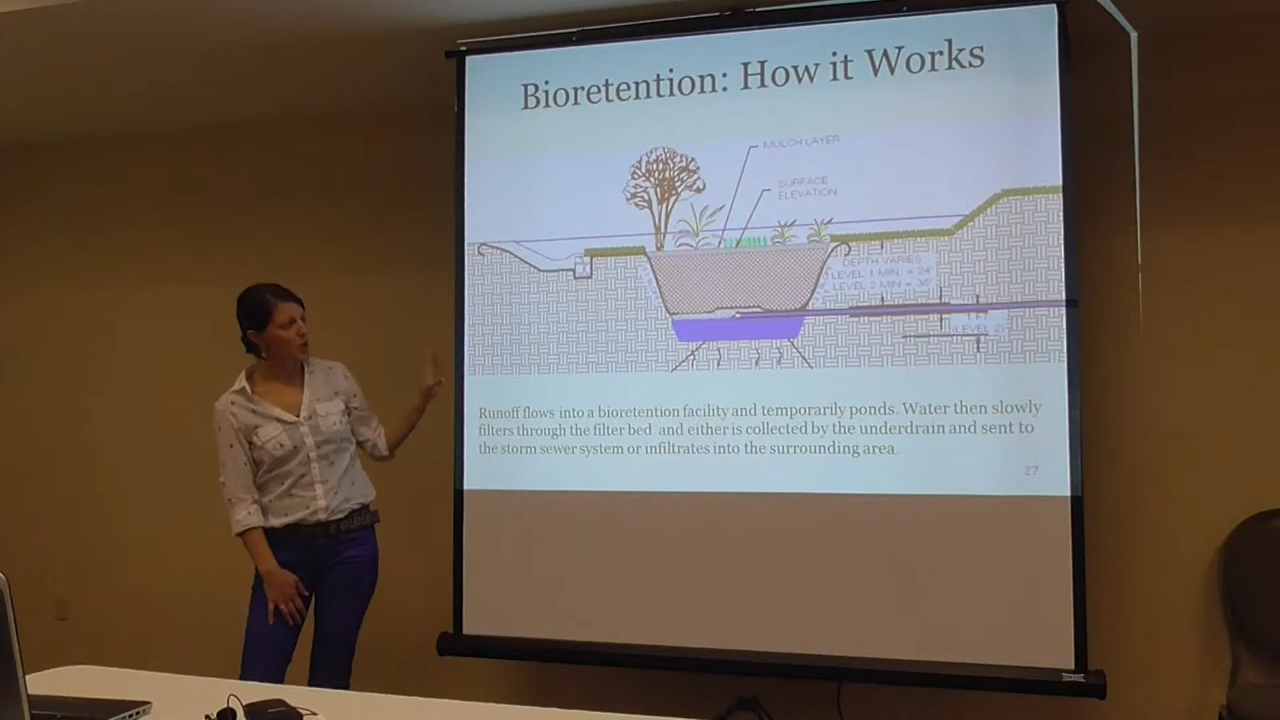 Bioretention: How it Works
MULCH LAYER
SURFACE
ELEVATION
DEPTH VARIES
LEVEL 1 MIN. = 24"
LEVEL 2 MIN. = 36"
(LEVEL 2)
Runoff flows into a bioretention facility and temporarily ponds. Water then slowly
filters through the filter bed and either is collected by the underdrain and sent to
the storm sewer system or infiltrates into the surrounding area.
27